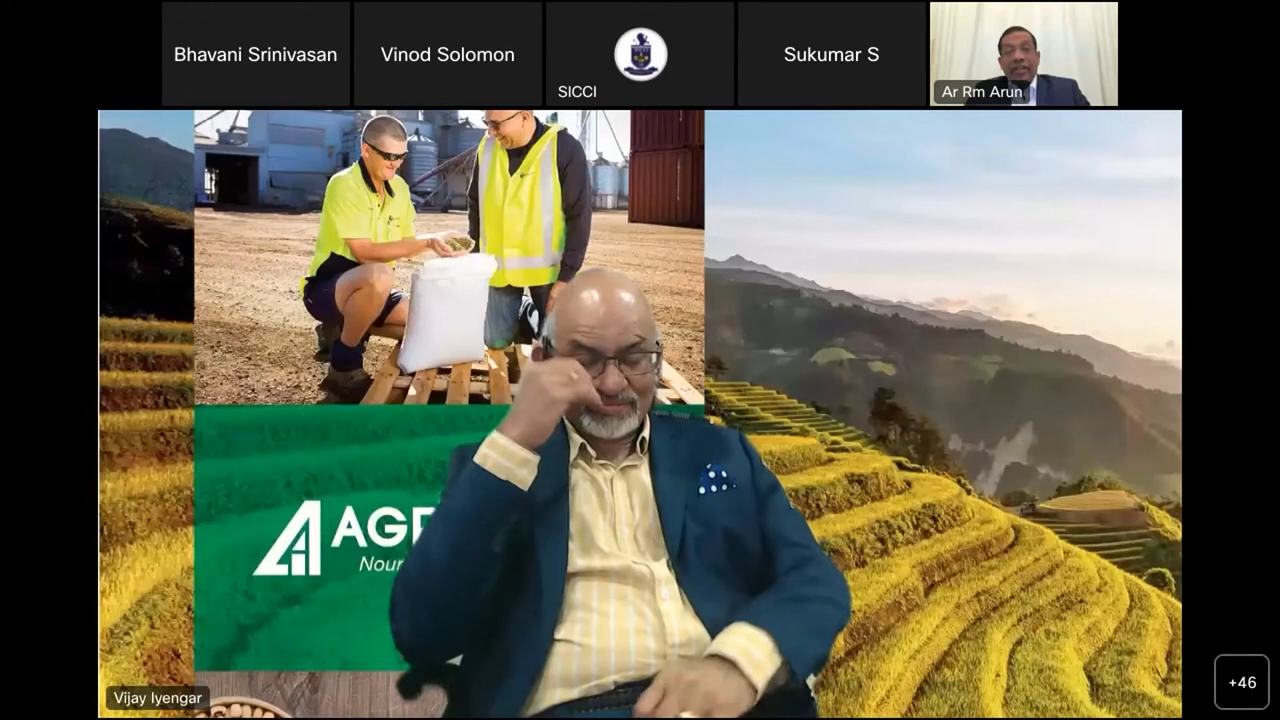 Bhavani Srinivasan
Vinod Solomon
SICCI
Sukumar S
Ar Rm Arun
AGR
Nour
Vijay Iyengar
+46